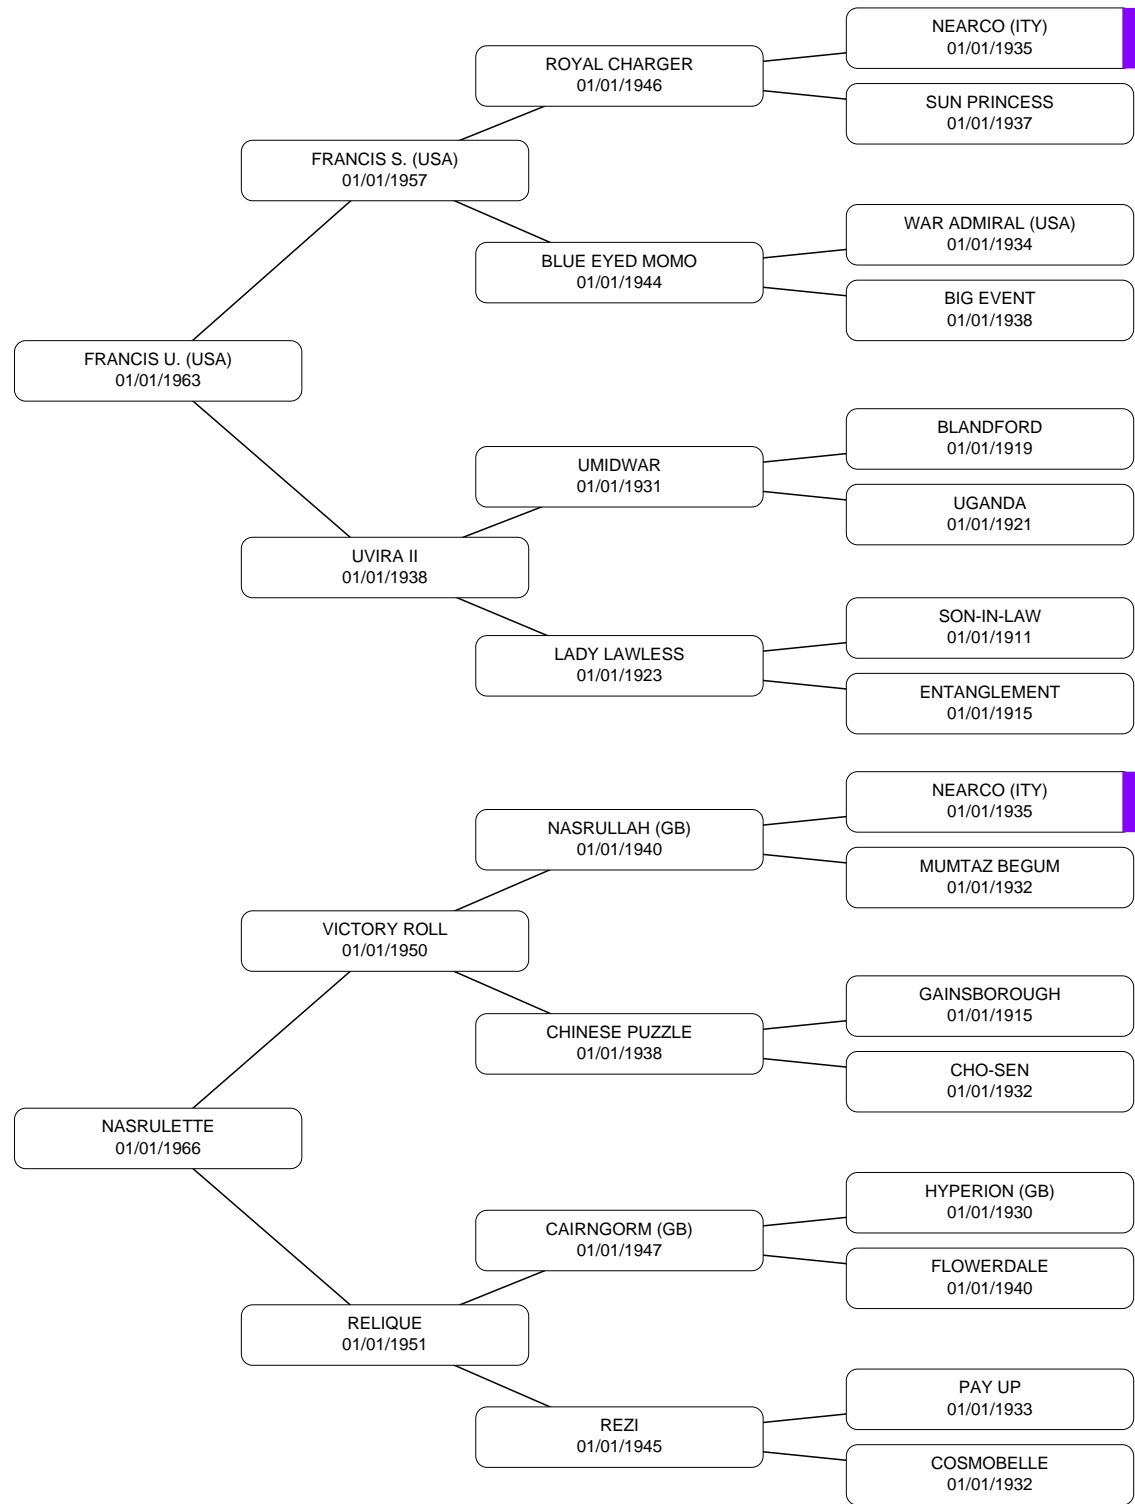 NEARCO (ITY)
01/01/1935
ROYAL CHARGER
01/01/1946
SUN PRINCESS
01/01/1937
FRANCIS S. (USA)
01/01/1957
WAR ADMIRAL (USA)
01/01/1934
BLUE EYED MOMO
01/01/1944
BIG EVENT
01/01/1938
FRANCIS U. (USA)
01/01/1963
BLANDFORD
01/01/1919
UMIDWAR
01/01/1931
UGANDA
01/01/1921
UVIRA II
01/01/1938
SON-IN-LAW
01/01/1911
LADY LAWLESS
01/01/1923
ENTANGLEMENT
01/01/1915
NEARCO (ITY)
01/01/1935
NASRULLAH (GB)
01/01/1940
MUMTAZ BEGUM
01/01/1932
VICTORY ROLL
01/01/1950
GAINSBOROUGH
01/01/1915
CHINESE PUZZLE
01/01/1938
CHO-SEN
01/01/1932
NASRULETTE
01/01/1966
HYPERION (GB)
01/01/1930
CAIRNGORM (GB)
01/01/1947
FLOWERDALE
01/01/1940
RELIQUE
01/01/1951
PAY UP
01/01/1933
REZI
01/01/1945
COSMOBELLE
01/01/1932